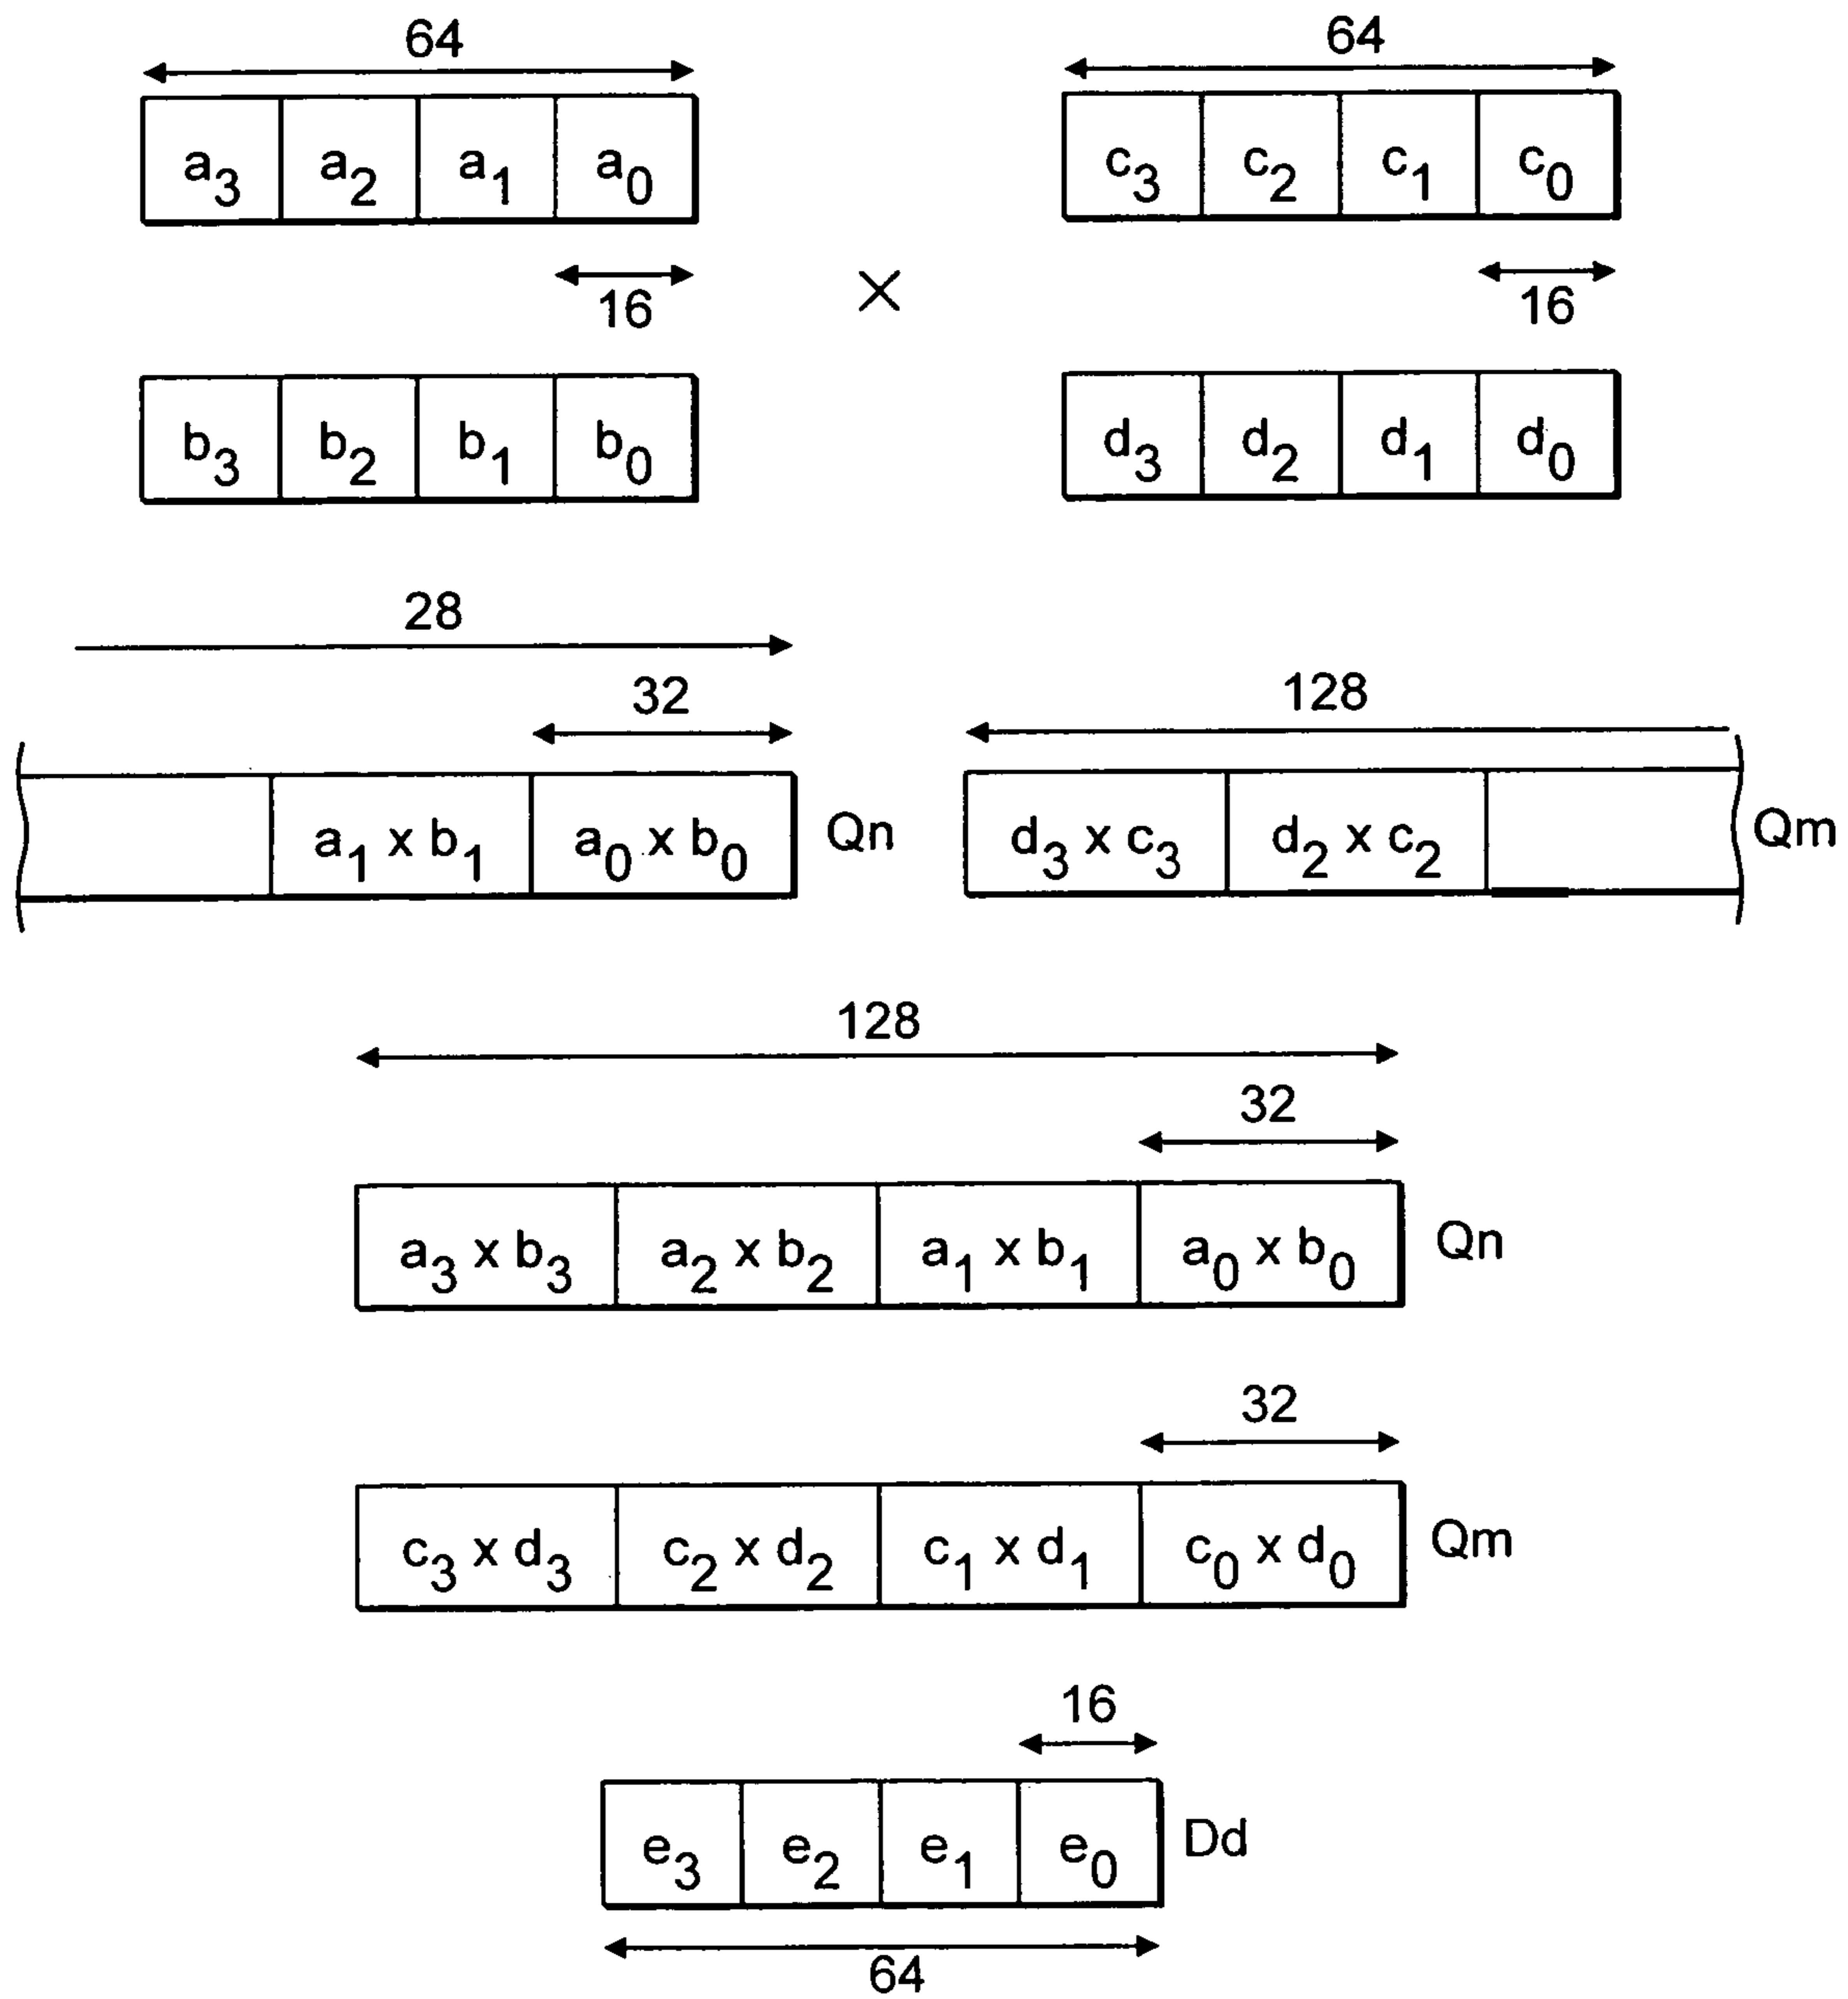 64 64
a3 a2 a1 a0 c3 c2 c1 c0
16 × 16
b3 b2 b1 b0 d3 d2 d1 d0
28
32 128
a1 x b1 a0 x b0 Qn d3 x c3 d2 x c2 Qm
128
32
a3 x b3 a2 x b2 a1 x b1 a0 x b0 Qn
32
c3 x d3 c2 x d2 c1 x d1 c0 x d0 Qm
16
e3 e2 e1 e0 Dd
64